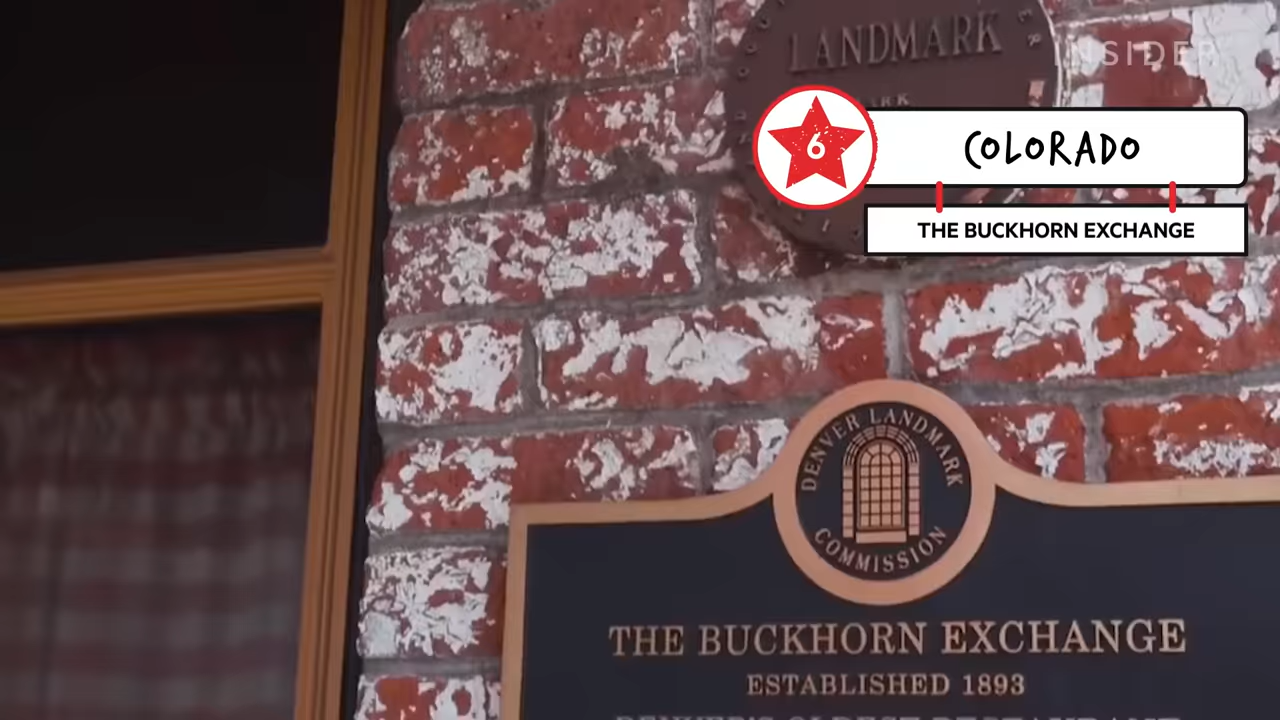 LANDMARK
INSIDER
6
COLORADO
THE BUCKHORN EXCHANGE
DENVER LANDMARK
COMMISSION
THE BUCKHORN EXCHANGE
ESTABLISHED 1893